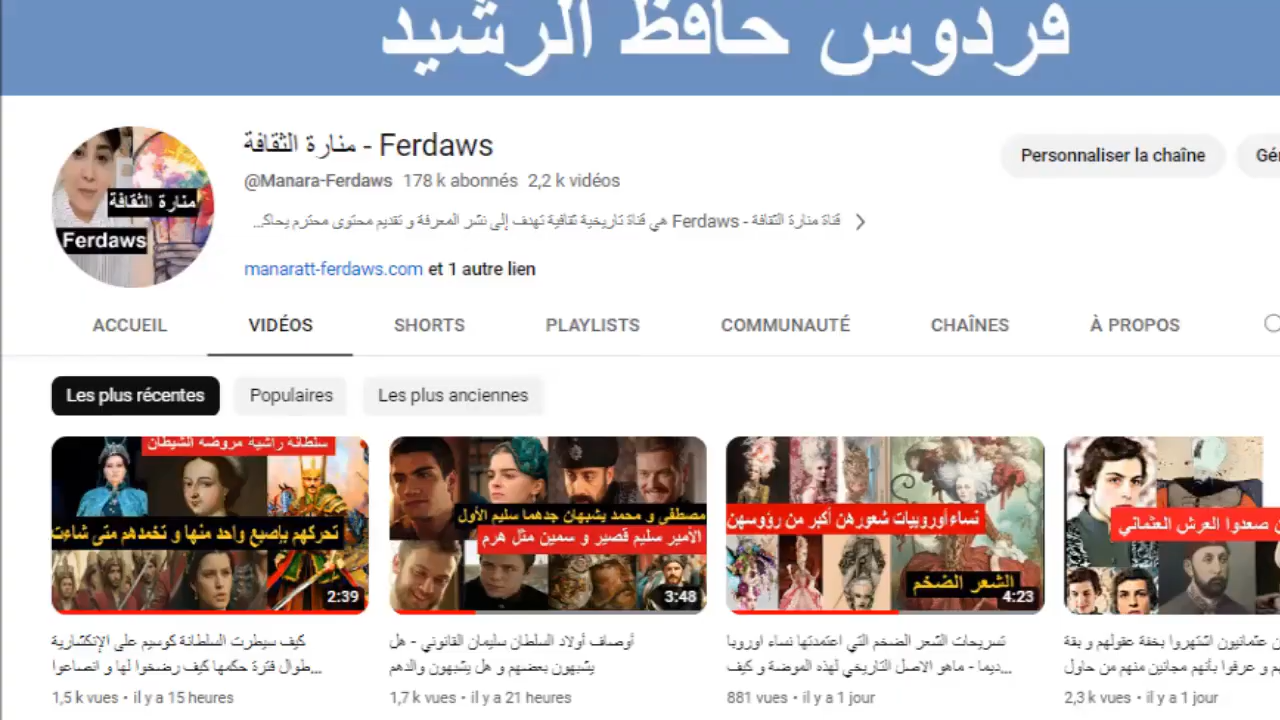 فردوس حافظ الرشيد
منارة الثقافة - Ferdaws
@Manara-Ferdaws 178 k abonnés 2,2 k vidéos
قناة منارة الثقافة - Ferdaws هي قناة تاريخية ثقافية تهدف إلى نشر المعرفة و تقديم محتوى محترم يحاك...
manaratt-ferdaws.com et 1 autre lien
Personnaliser la chaîne
Gér
منارة الثقافة
Ferdaws
ACCUEIL VIDÉOS SHORTS PLAYLISTS COMMUNAUTÉ CHAÎNES À PROPOS
Les plus récentes Populaires Les plus anciennes
سلطانة راشية مروضة الشيطان
تحركهم بإصبع واحد منها و تخمدهم متى شاءت
2:39
مصطفى و محمد يشبهان جدهما سليم الأول
الأمير سليم قصير و سمين مثل هرم
3:48
نساء أوروبيات شعورهن أكبر من رؤوسهن
الشعر الضخم
4:23
صعدوا العرش العثماني
كيف سيطرت السلطانة كوسيم على الإنكشارية
طوال فترة حكمها كيف رضخوا لها و انصاعوا...
1,5 k vues • il y a 15 heures
أوصاف أولاد السلطان سليمان القانوني - هل
يشبهون بعضهم و هل يشبهون والدهم
1,7 k vues • il y a 21 heures
تسريحات الشعر الضخم التي اعتمدتها نساء اوروبا
ديما - ماهو الاصل التاريخي لهذه الموضة و كيف...
881 vues • il y a 1 jour
ن عثمانيون اشتهروا بخفة عقولهم و بقة
هم و عرفوا بأنهم مجانين منهم من حاول
2,3 k vues • il y a 1 jour